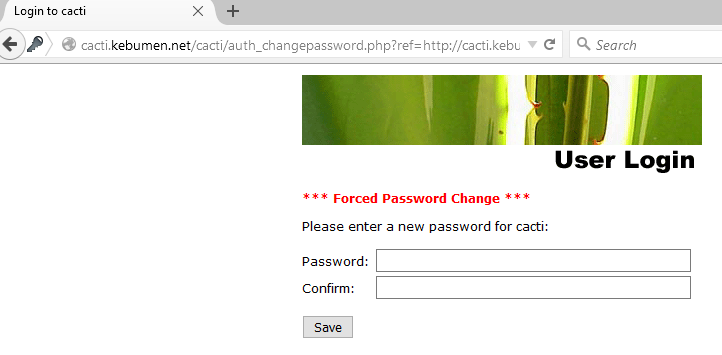 Login to cacti
cacti.kebumen.net/cacti/auth_changepassword.php?ref=http://cacti.kebu
Search
User Login
*** Forced Password Change ***
Please enter a new password for cacti:
Password:
Confirm:
Save